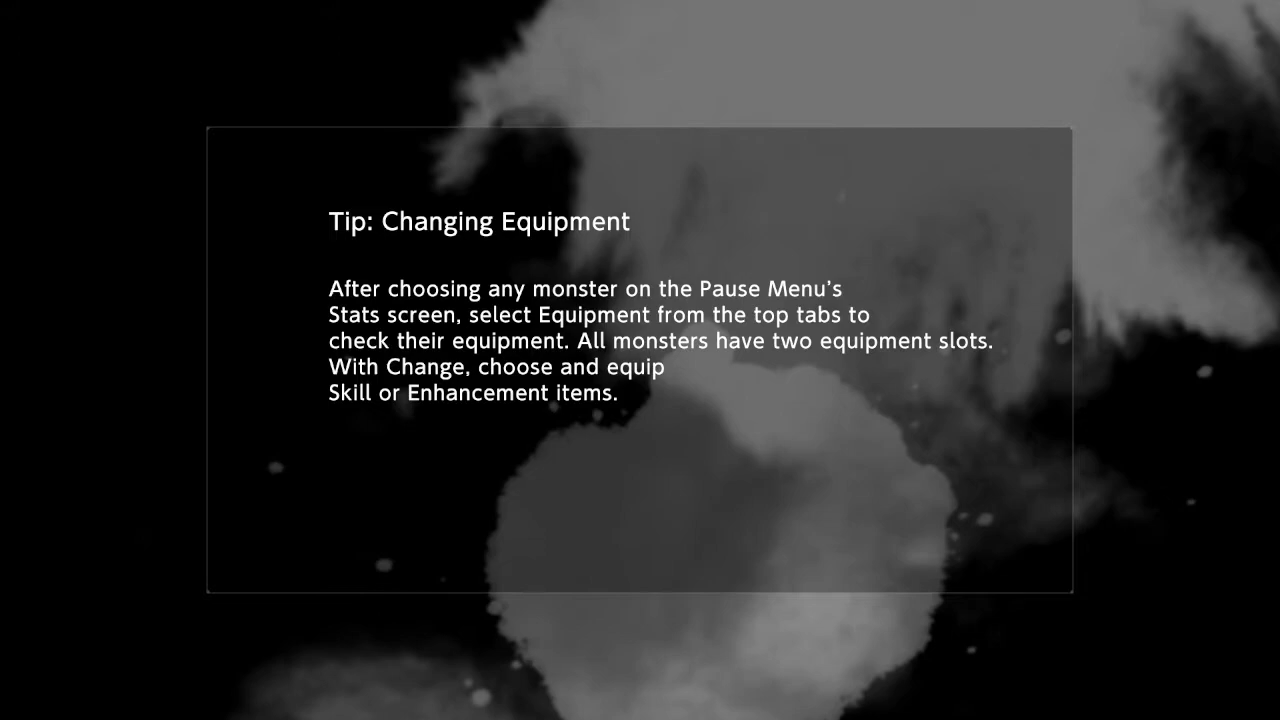 Tip: Changing Equipment
After choosing any monster on the Pause Menu's
Stats screen, select Equipment from the top tabs to
check their equipment. All monsters have two equipment slots.
With Change, choose and equip
Skill or Enhancement items.